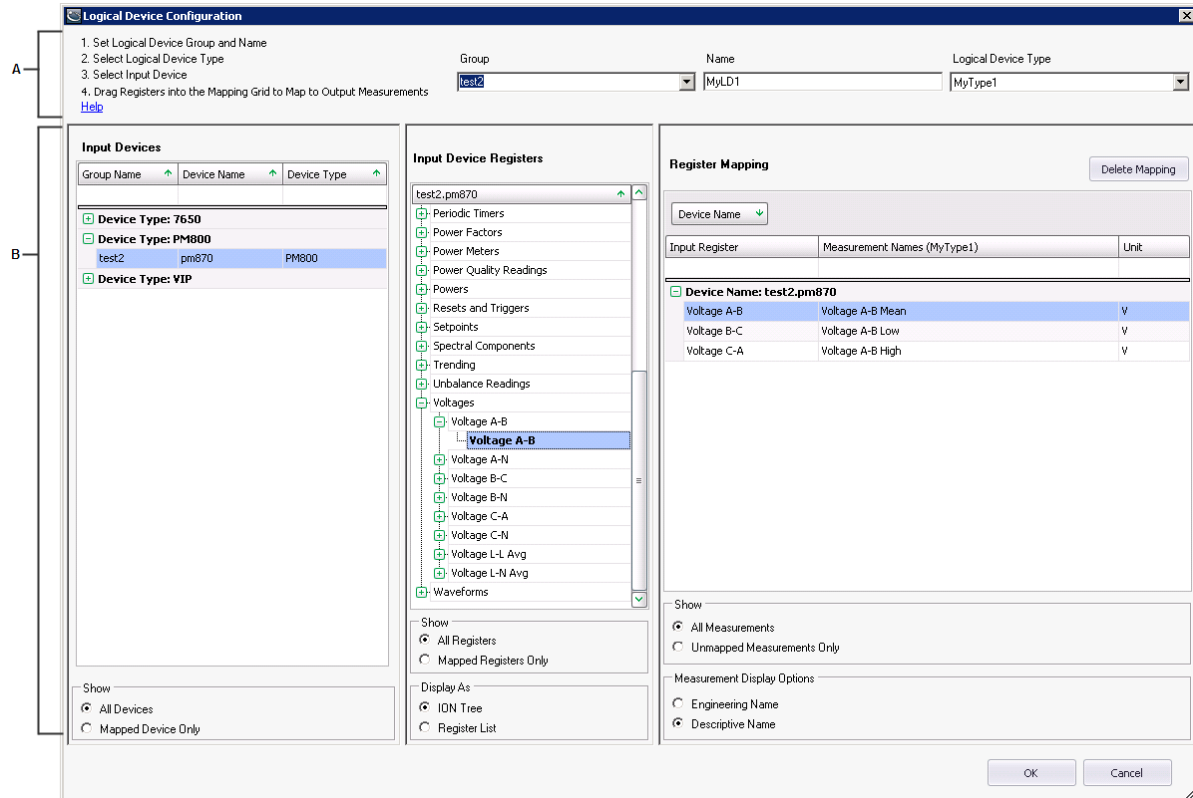 Logical Device Configuration
A
1. Set Logical Device Group and Name
2. Select Logical Device Type
3. Select Input Device
4. Drag Registers into the Mapping Grid to Map to Output Measurements
Help
Group
test2
Name
MyLD1
Logical Device Type
MyType1
B
Input Devices
Group Name Device Name Device Type
Device Type: 7650
Device Type: PM800
test2 pm870 PM800
Device Type: VIP
Show
All Devices
Mapped Device Only
Input Device Registers
test2.pm870
Periodic Timers
Power Factors
Power Meters
Power Quality Readings
Powers
Resets and Triggers
Setpoints
Spectral Components
Trending
Unbalance Readings
Voltages
Voltage A-B
Voltage A-B
Voltage A-N
Voltage B-C
Voltage B-N
Voltage C-A
Voltage C-N
Voltage L-L Avg
Voltage L-N Avg
Waveforms
Show
All Registers
Mapped Registers Only
Display As
ION Tree
Register List
Register Mapping
Delete Mapping
Device Name
Input Register Measurement Names (MyType1) Unit
Device Name: test2.pm870
Voltage A-B Voltage A-B Mean V
Voltage B-C Voltage A-B Low V
Voltage C-A Voltage A-B High V
Show
All Measurements
Unmapped Measurements Only
Measurement Display Options
Engineering Name
Descriptive Name
OK Cancel